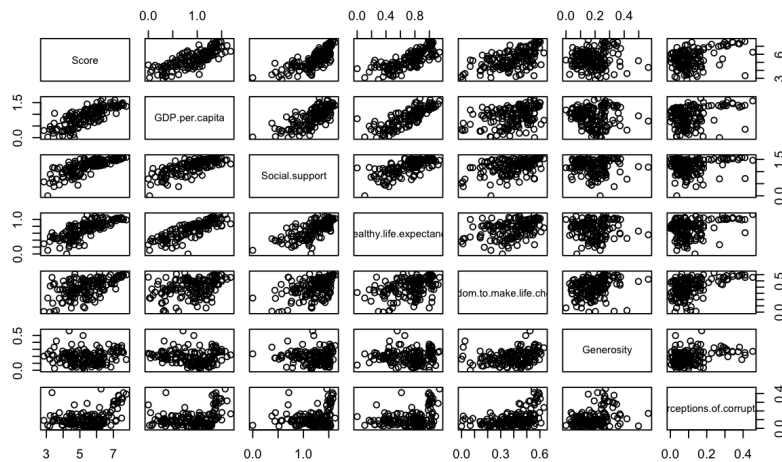 0.0 1.0 0.0 0.4 0.8 0.0 0.2 0.4
Score
3 6
0.0 1.5
GDP.per.capita
Social.support
0.0 1.5
0.0 1.0
ealthy.life.expectanc
dom.to.make.life.cho
0.0 0.5
0.0 0.5
Generosity
rceptions.of.corrupti
0.0 0.4
3 5 7 0.0 1.0 0.0 0.3 0.6 0.0 0.2 0.4